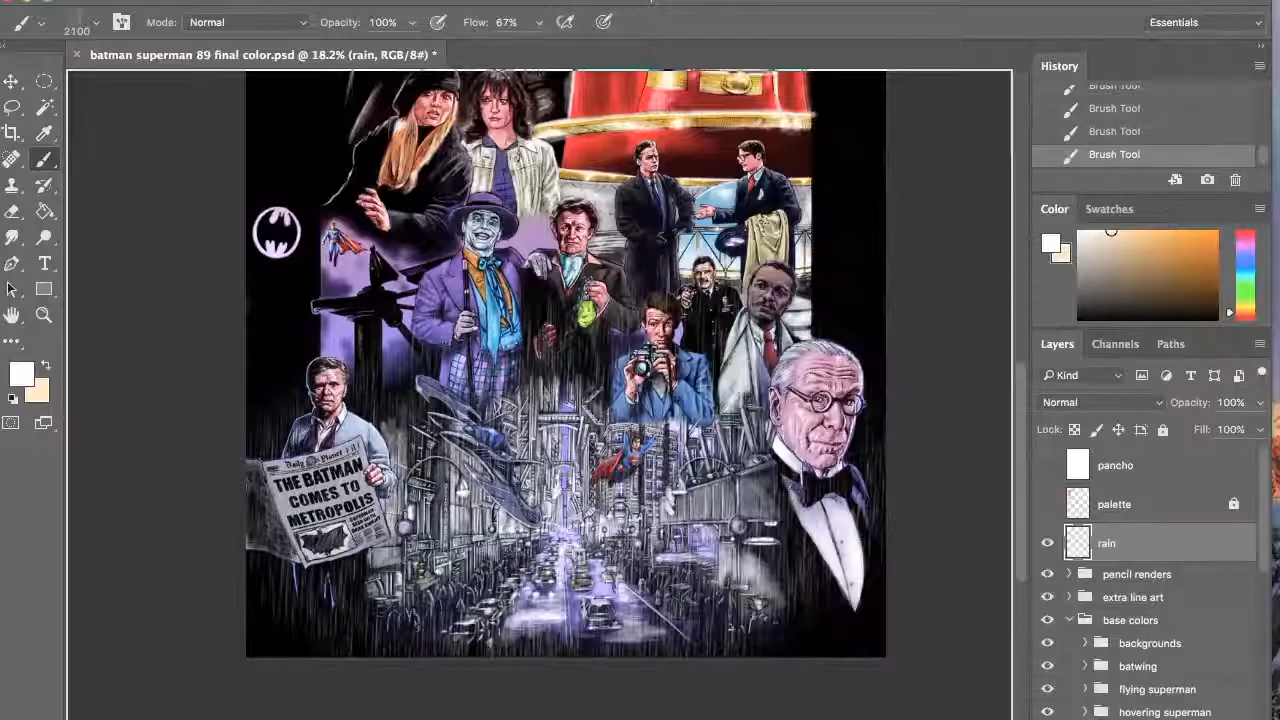 2100
Mode: Normal
Opacity: 100%
Flow: 67%
Essentials
× batman superman 89 final color.psd @ 18.2% (rain, RGB/8#) *
History
Brush Tool
Brush Tool
Brush Tool
Brush Tool
Color
Swatches
Layers
Channels
Paths
Kind
Normal
Opacity: 100%
Lock:
Fill: 100%
pancho
palette
rain
pencil renders
extra line art
base colors
backgrounds
batwing
flying superman
hovering superman
Daily Planet
THE BATMAN
COMES TO
METROPOLIS